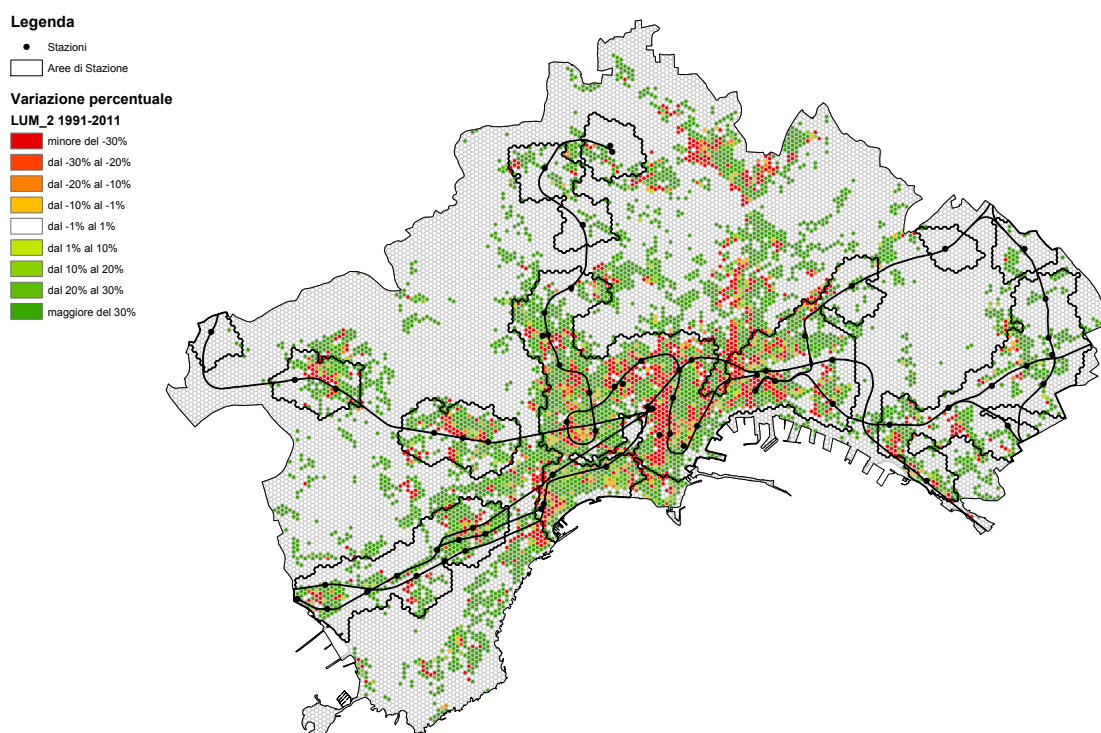 Legenda
Stazioni
Aree di Stazione
Variazione percentuale
LUM_2 1991-2011
minore del -30%
dal -30% al -20%
dal -20% al -10%
dal -10% al -1%
dal -1% al 1%
dal 1% al 10%
dal 10% al 20%
dal 20% al 30%
maggiore del 30%